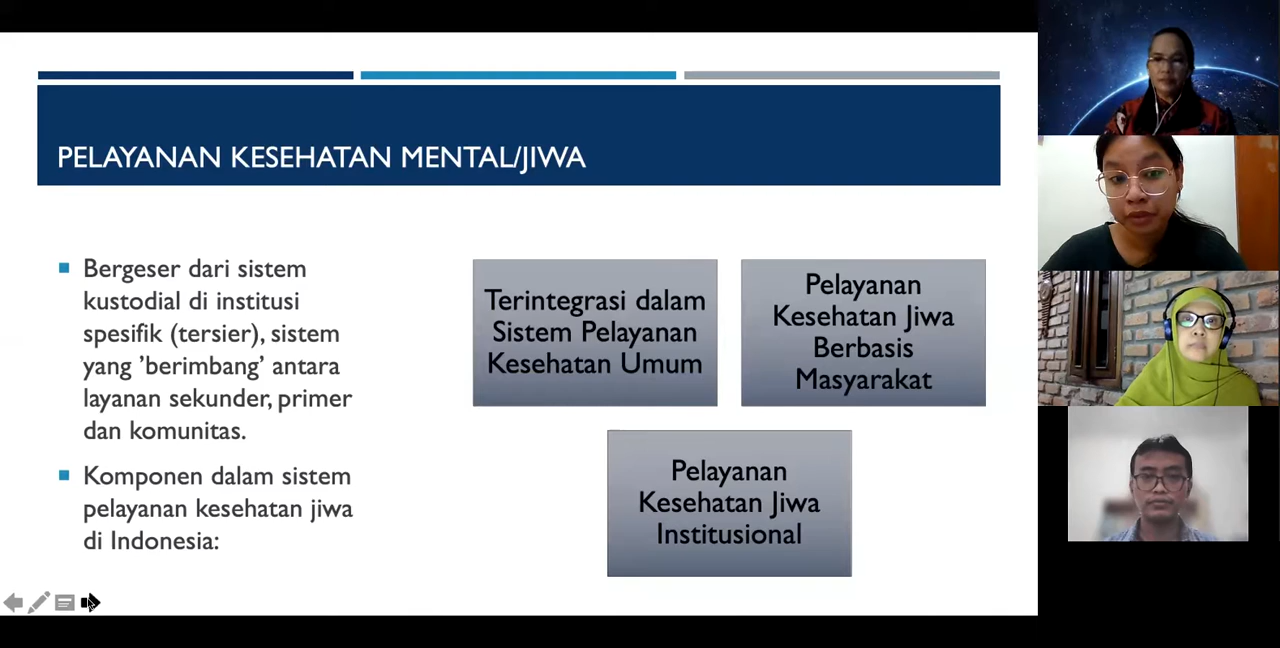 PELAYANAN KESEHATAN MENTAL/JIWA
Bergeser dari sistem
kustodial di institusi
spesifik (tersier), sistem
yang ’berimbang’ antara
layanan sekunder, primer
dan komunitas.
Komponen dalam sistem
pelayanan kesehatan jiwa
di Indonesia:
Terintegrasi dalam
Sistem Pelayanan
Kesehatan Umum
Pelayanan
Kesehatan Jiwa
Berbasis
Masyarakat
Pelayanan
Kesehatan Jiwa
Institusional